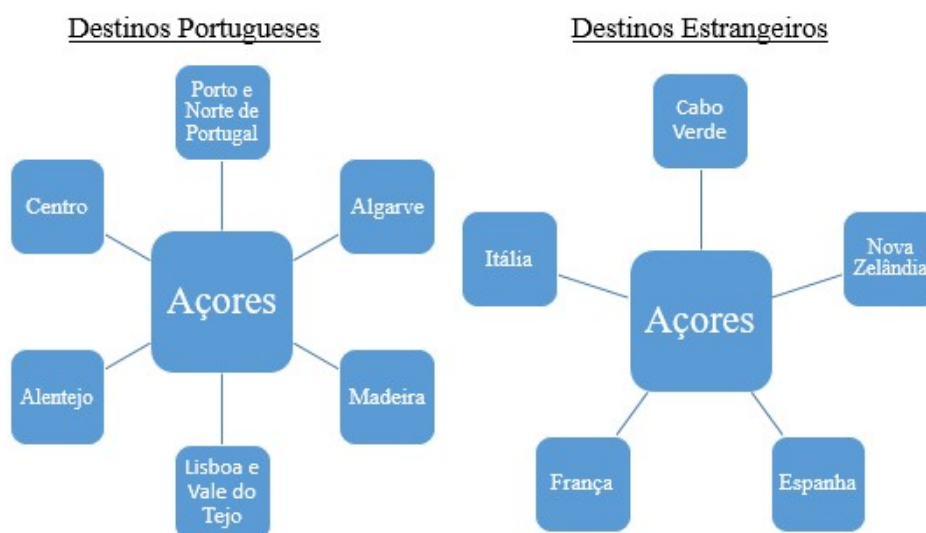 Destinos Portugueses
Porto e
Norte de
Portugal
Centro
Algarve
Açores
Alentejo
Madeira
Lisboa e
Vale do
Tejo
Destinos Estrangeiros
Cabo
Verde
Itália
Nova
Zelândia
Açores
França
Espanha